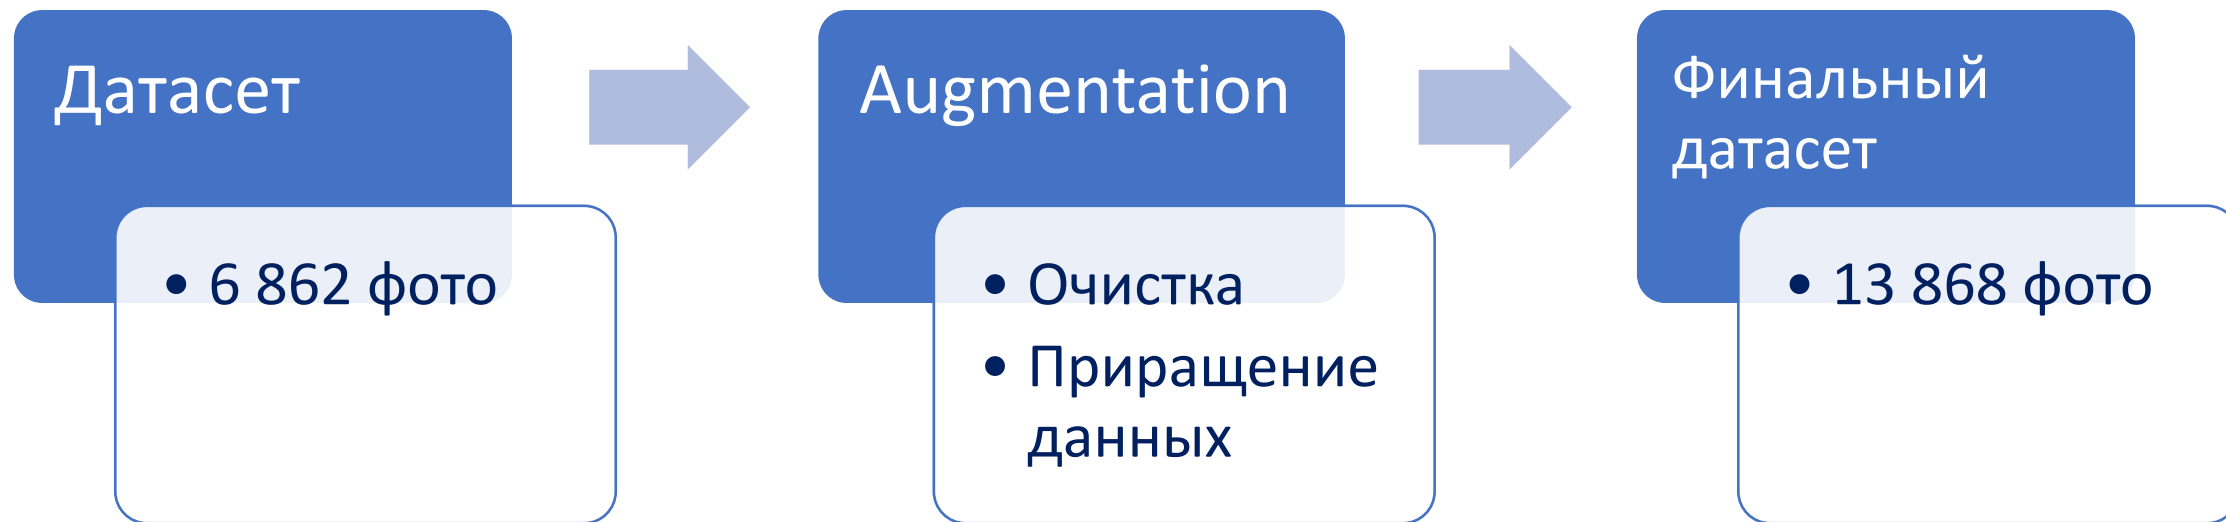 Датасет
• 6 862 фото
Augmentation
• Очистка
• Приращение
данных
Финальный
датасет
• 13 868 фото